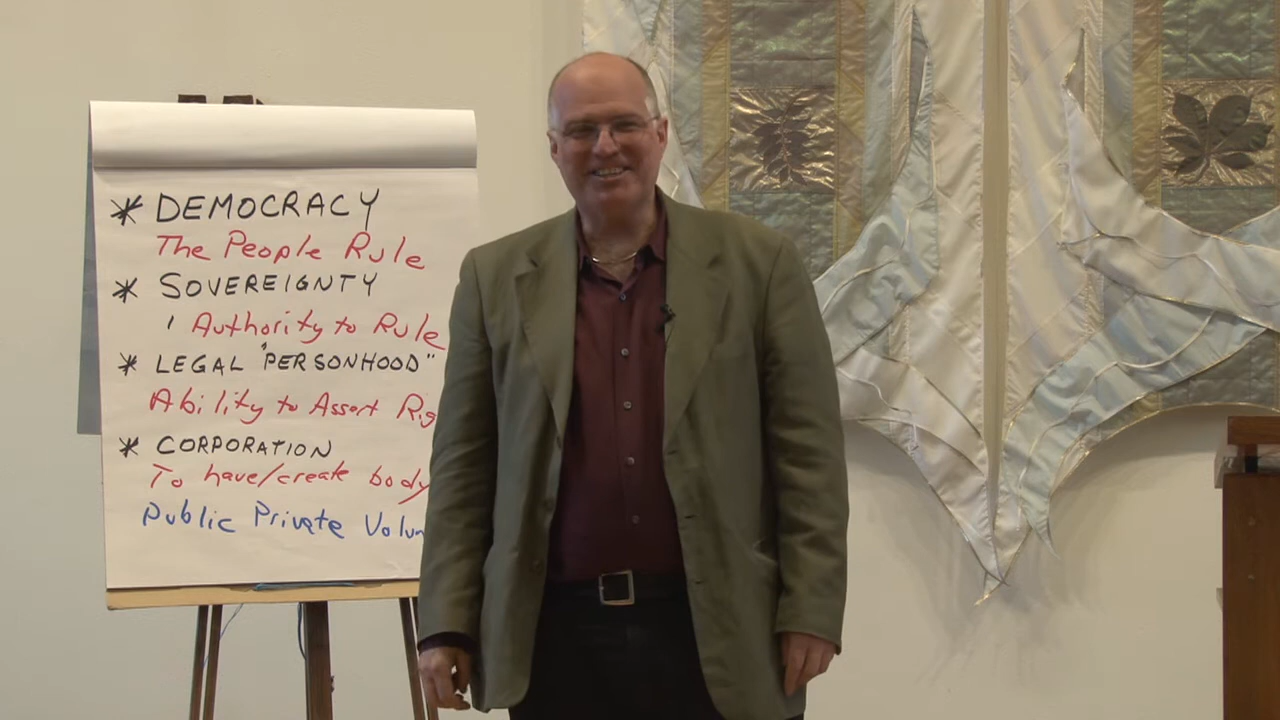 * DEMOCRACY
The People Rule
* SOVEREIGNTY
Authority to Rule
* LEGAL "PERSONHOOD"
Ability to Assert
* CORPORATION
To have/create body
Public Private